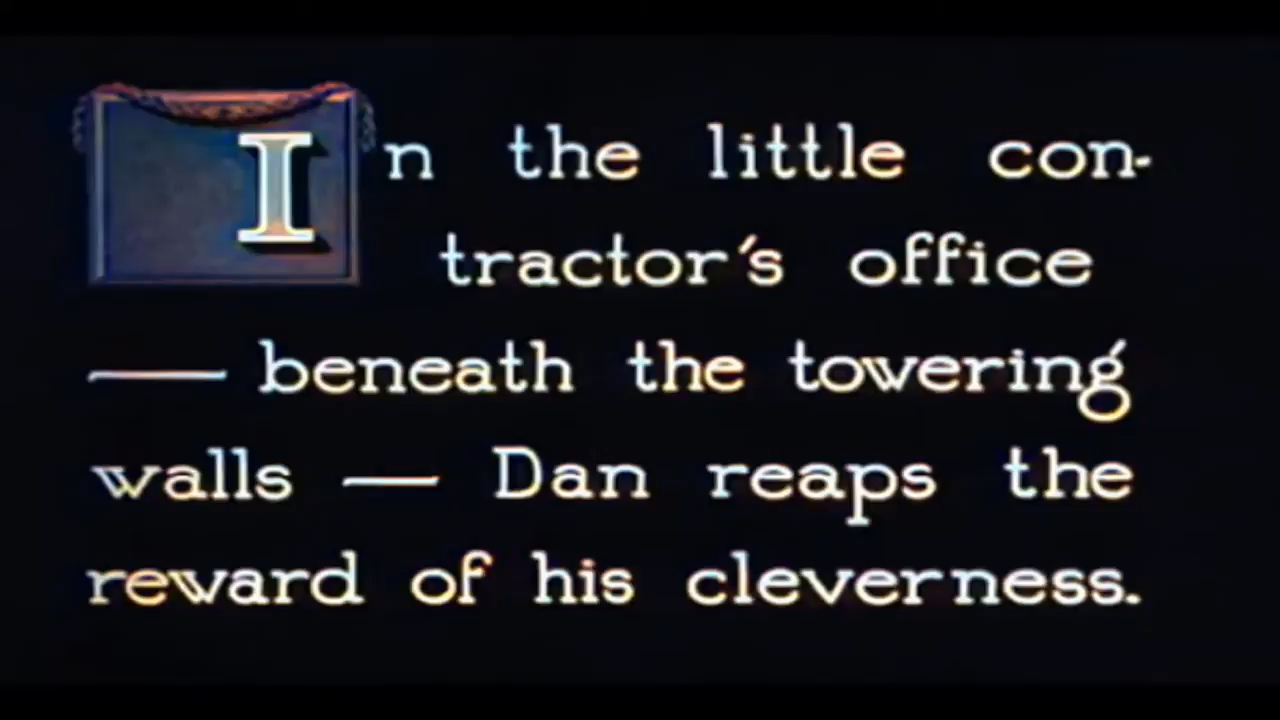 In the little con-
tractor's office
— beneath the towering
walls — Dan reaps the
reward of his cleverness.